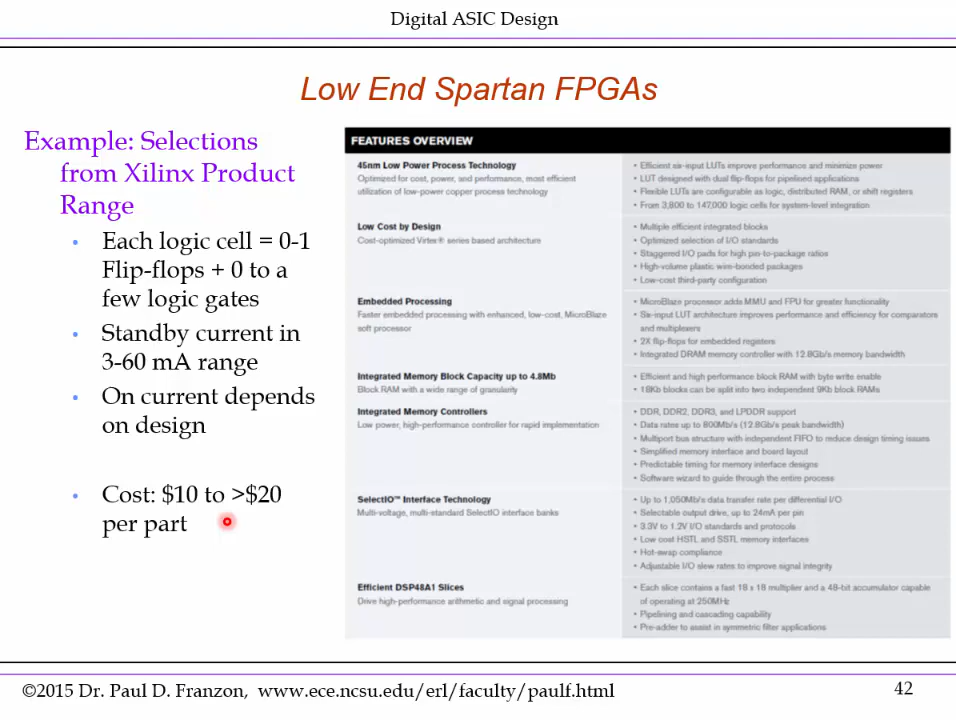 Digital ASIC Design
Low End Spartan FPGAs
Example: Selections
from Xilinx Product
Range
• Each logic cell = 0-1
Flip-flops + 0 to a
few logic gates
• Standby current in
3-60 mA range
• On current depends
on design
• Cost: $10 to >$20
per part
FEATURES OVERVIEW
45nm Low Power Process Technology
Optimized for cost, power, and performance, most efficient
utilization of low-power copper process technology
• Efficient six-input LUTs improve performance and minimize power
• LUT designed with dual flip-flops for pipelined applications
• Flexible LUTs are configurable as logic, distributed RAM, or shift registers
• From 3,800 to 147,000 logic cells for system-level integration
Low Cost by Design
Cost-optimized Virtex® series based architecture
• Multiple efficient integrated blocks
• Optimized selection of I/O standards
• Staggered I/O pads for high pin-to-package ratios
• High-volume plastic wire-bonded packages
• Low-cost third-party configuration
Embedded Processing
Faster embedded processing with enhanced, low-cost, MicroBlaze
soft processor
• MicroBlaze processor adds MMU and FPU for greater functionality
• Six-input LUT architecture improves performance and efficiency for comparators
and multiplexers
• 2X flip-flops for embedded registers
• Integrated DRAM memory controller with 12.8Gb/s memory bandwidth
Integrated Memory Block Capacity up to 4.8Mb
Block RAM with a wide range of granularity
• Efficient and high performance block RAM with byte write enable
• 18Kb blocks can be split into two independent 9Kb block RAMs
Integrated Memory Controllers
Low power, high-performance controller for rapid implementation
• DDR, DDR2, DDR3, and LPDDR support
• Data rates up to 800Mb/s (12.8Gb/s peak bandwidth)
• Multiport bus structure with independent FIFO to reduce design timing issues
• Simplified memory interface and board layout
• Predictable timing for memory interface designs
• Software wizard to guide through the entire process
SelectIO™ Interface Technology
Multi-voltage, multi-standard SelectIO interface banks
• Up to 1,050Mb/s data transfer rate per differential I/O
• Selectable output drive, up to 24mA per pin
• 3.3V to 1.2V I/O standards and protocols
• Low cost HSTL and SSTL memory interfaces
• Hot-swap compliance
• Adjustable I/O slew rates to improve signal integrity
Efficient DSP48A1 Slices
Drive high-performance arithmetic and signal processing
• Each slice contains a fast 18 x 18 multiplier and a 48-bit accumulator capable
of operating at 250MHz
• Pipelining and cascading capability
• Pre-adder to assist in symmetric filter applications
©2015 Dr. Paul D. Franzon, www.ece.ncsu.edu/erl/faculty/paulf.html
42